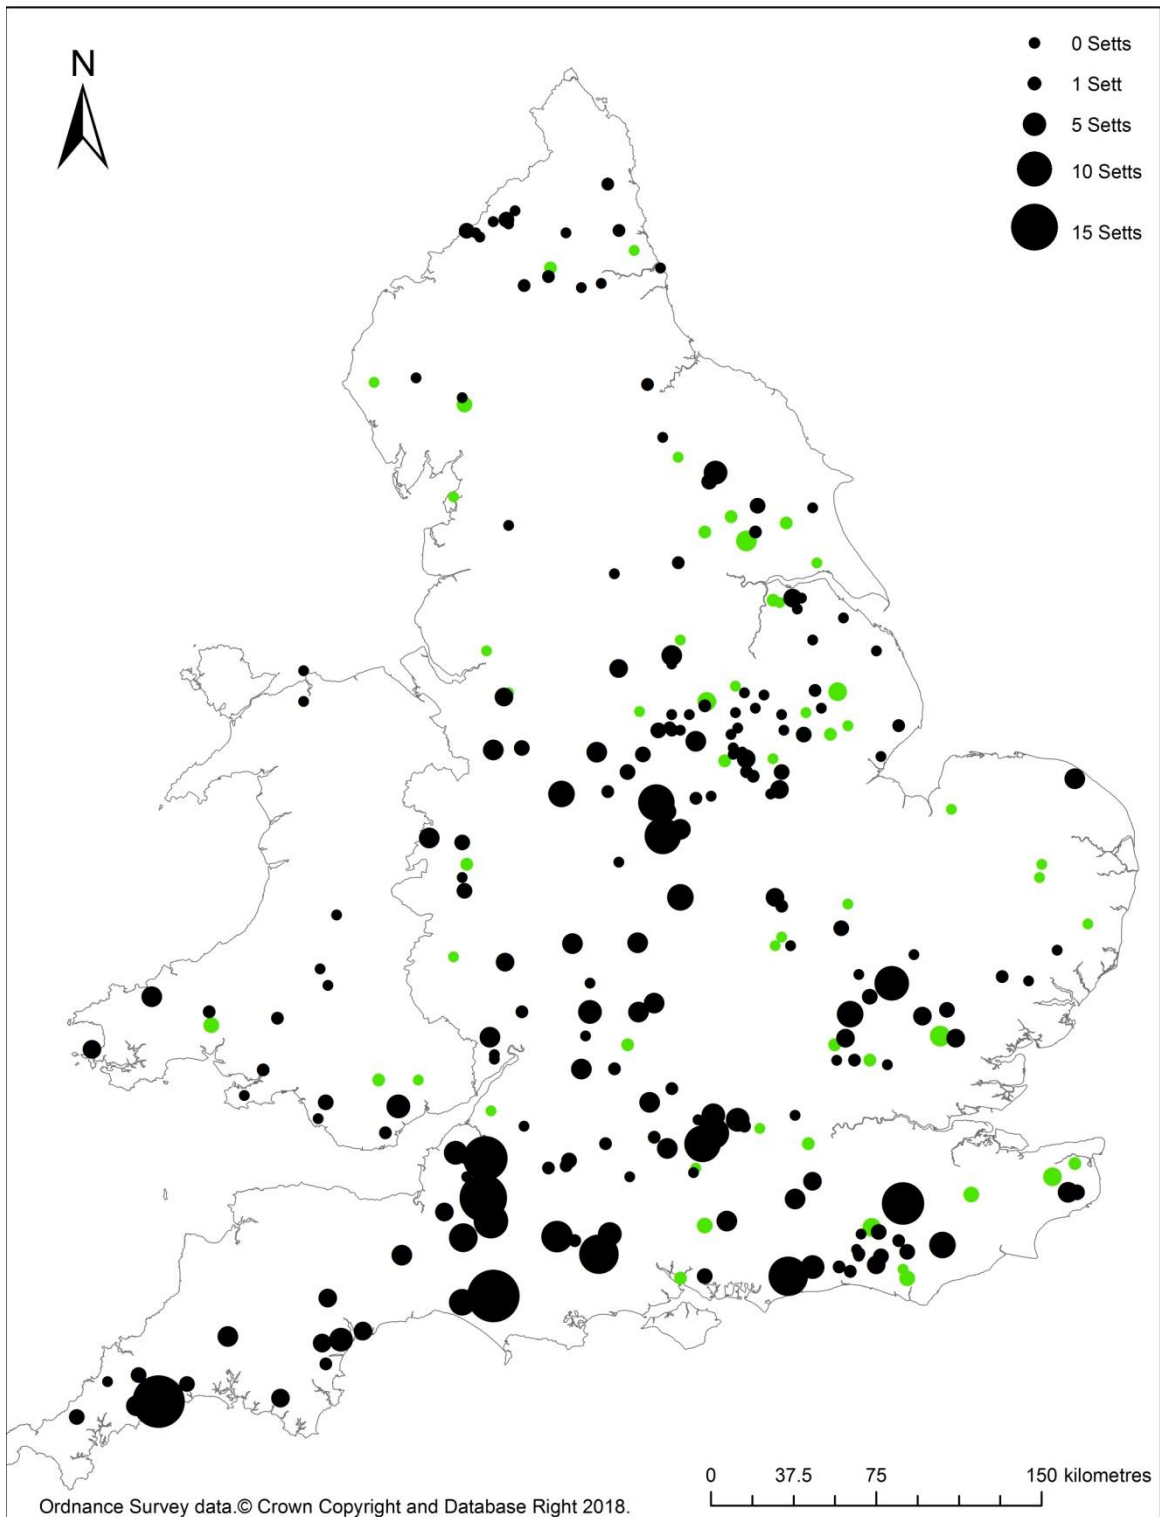 N
0 Setts
1 Sett
5 Setts
10 Setts
15 Setts
0 37.5 75 150 kilometres
Ordnance Survey data.© Crown Copyright and Database Right 2018.